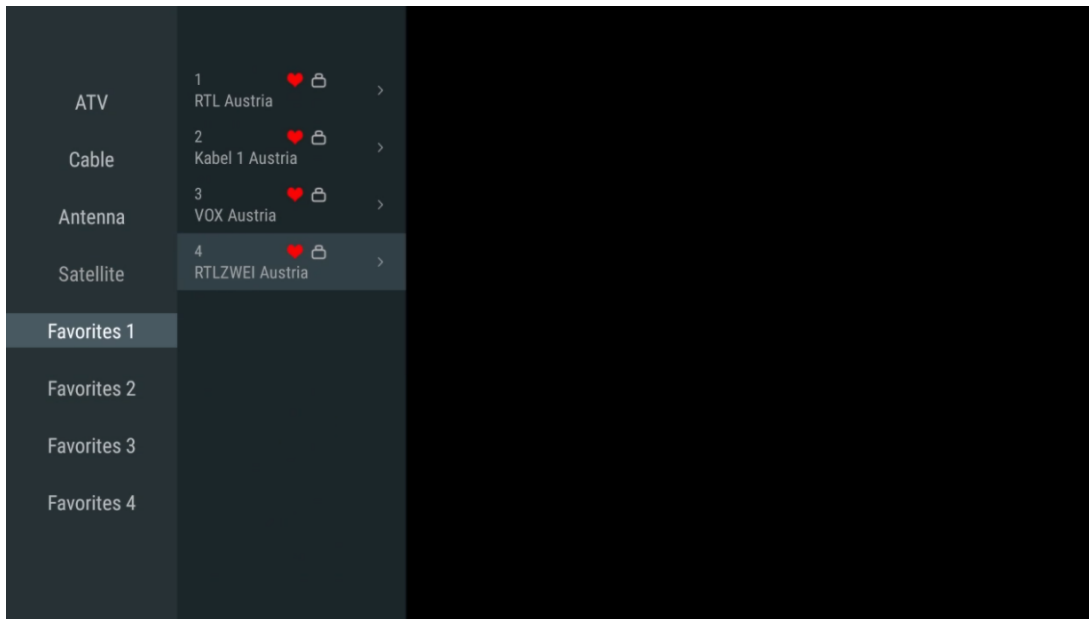 ATV
Cable
Antenna
Satellite
Favorites 1
Favorites 2
Favorites 3
Favorites 4
1
RTL Austria
2
Kabel 1 Austria
3
VOX Austria
4
RTLZWEI Austria